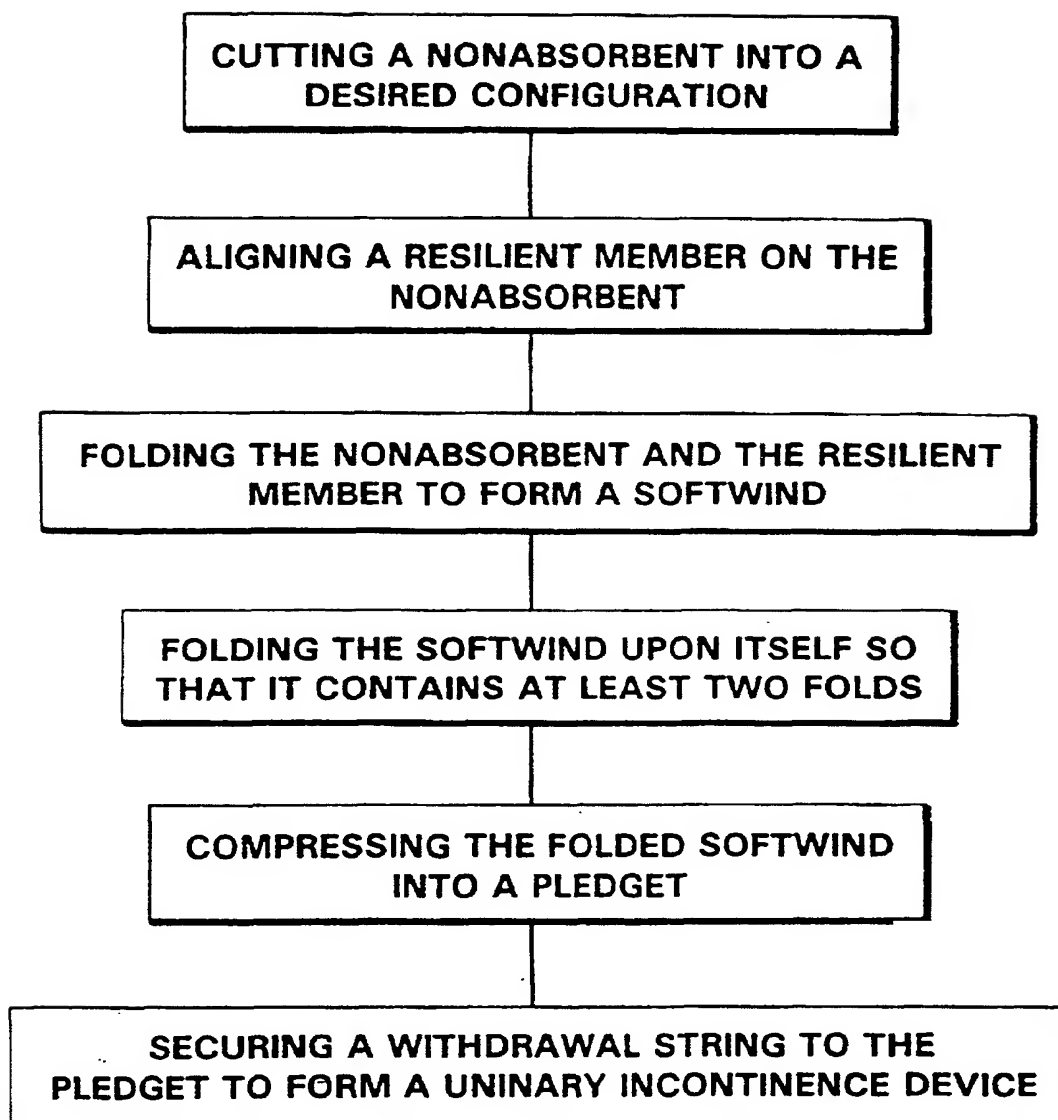 CUTTING A NONABSORBENT INTO A
DESIRED CONFIGURATION
ALIGNING A RESILIENT MEMBER ON THE
NONABSORBENT
FOLDING THE NONABSORBENT AND THE RESILIENT
MEMBER TO FORM A SOFTWIND
FOLDING THE SOFTWIND UPON ITSELF SO
THAT IT CONTAINS AT LEAST TWO FOLDS
COMPRESSING THE FOLDED SOFTWIND
INTO A PLEDGET
SECURING A WITHDRAWAL STRING TO THE
PLEDGET TO FORM A UNINARY INCONTINENCE DEVICE